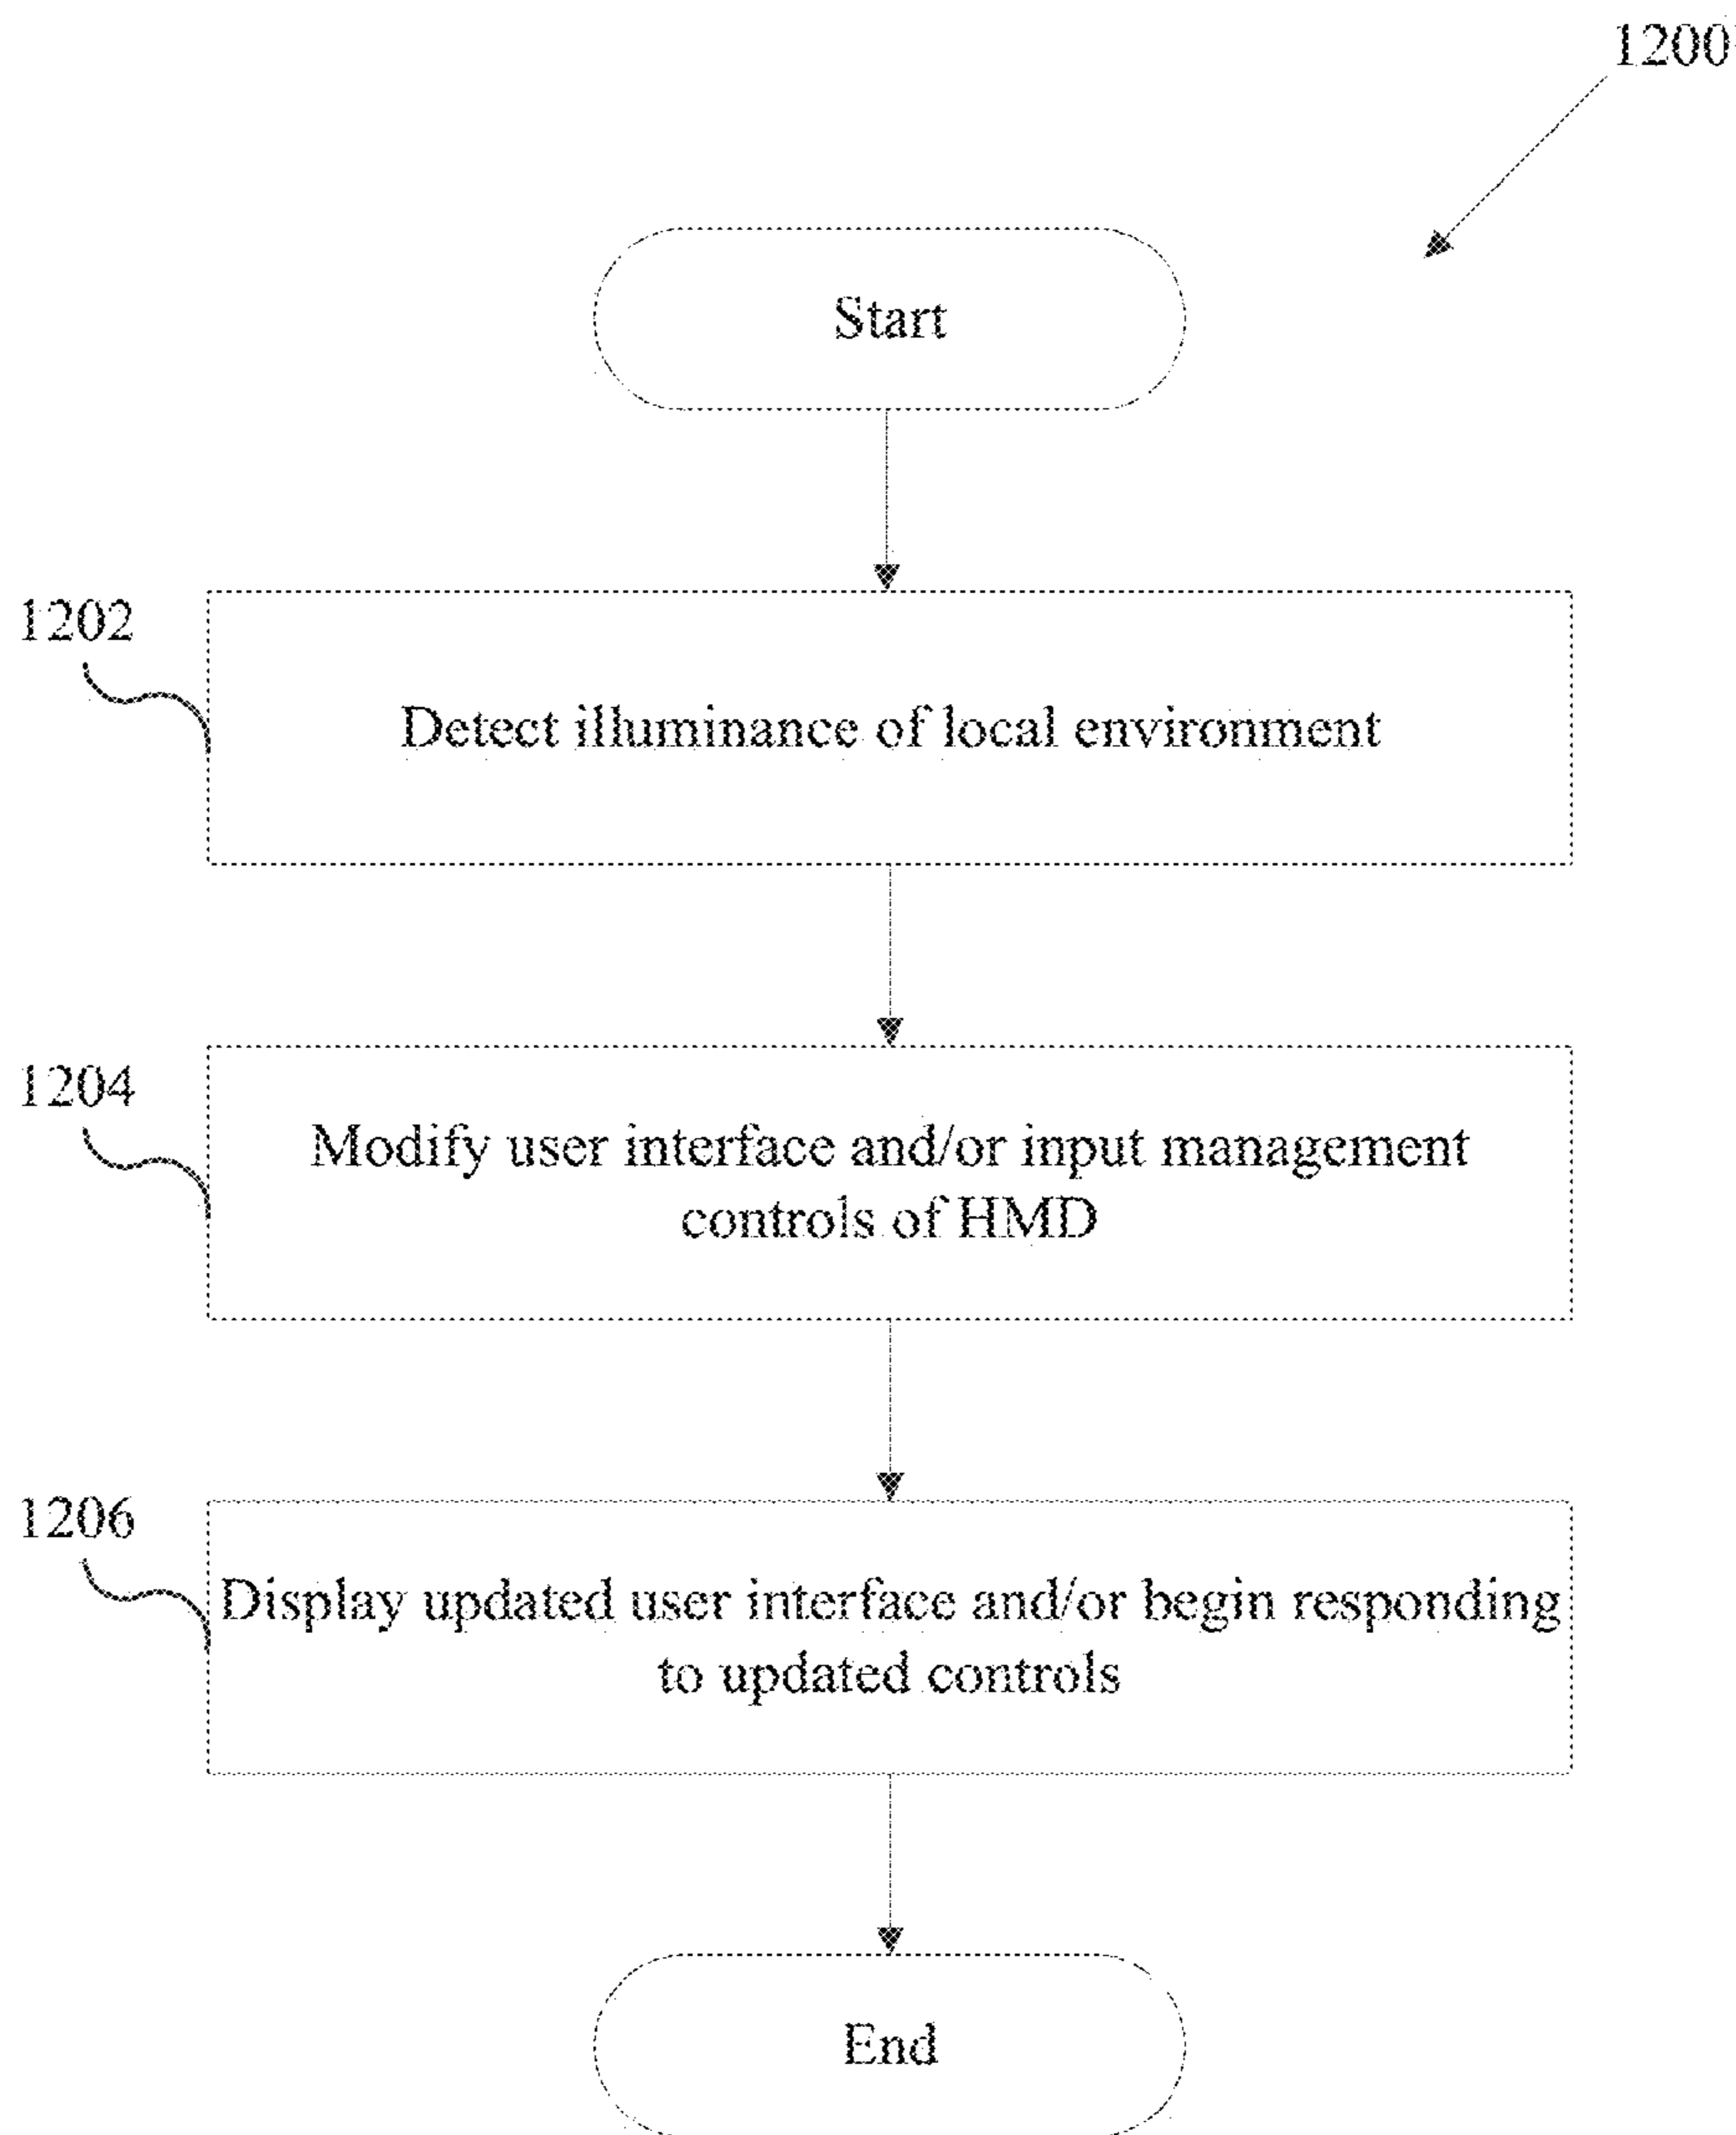 1200
Start
1202
Detect illuminance of local environment
1204
Modify user interface and/or input management
controls of HMD
1206
Display updated user interface and/or begin responding
to updated controls
End